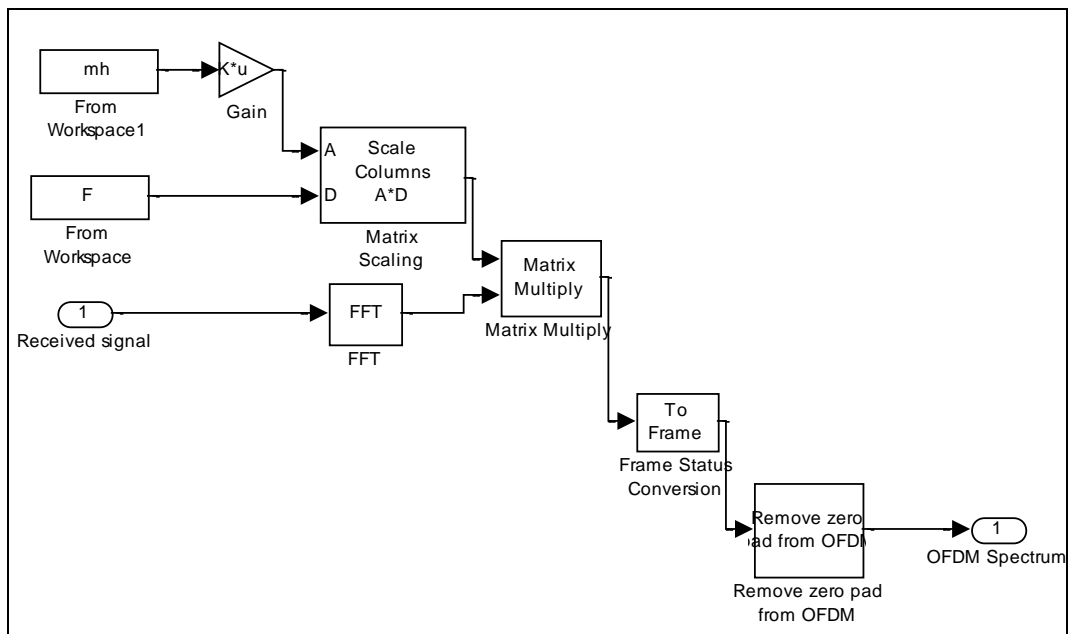 mh
From
Workspace1
K*u
Gain
A
Scale
Columns
A*D
D
Matrix
Scaling
F
From
Workspace
Matrix
Multiply
Matrix Multiply
1
Received signal
FFT
FFT
To
Frame
Frame Status
Conversion
Remove zero
pad from OFDM
Remove zero pad
from OFDM
1
OFDM Spectrum